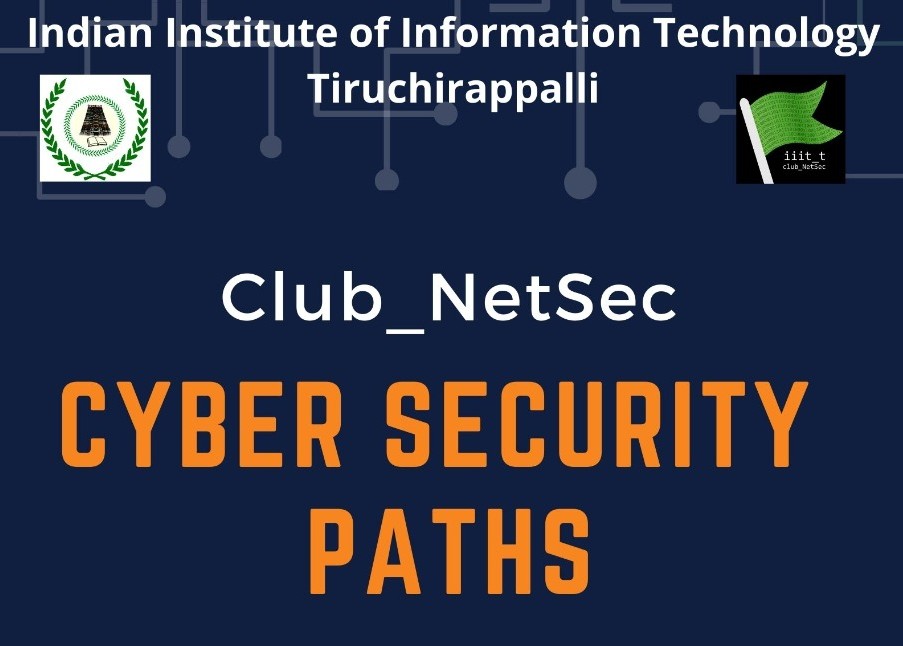 Indian Institute of Information Technology
Tiruchirappalli
iiit_t
club_NetSec
Club_NetSec
CYBER SECURITY
PATHS